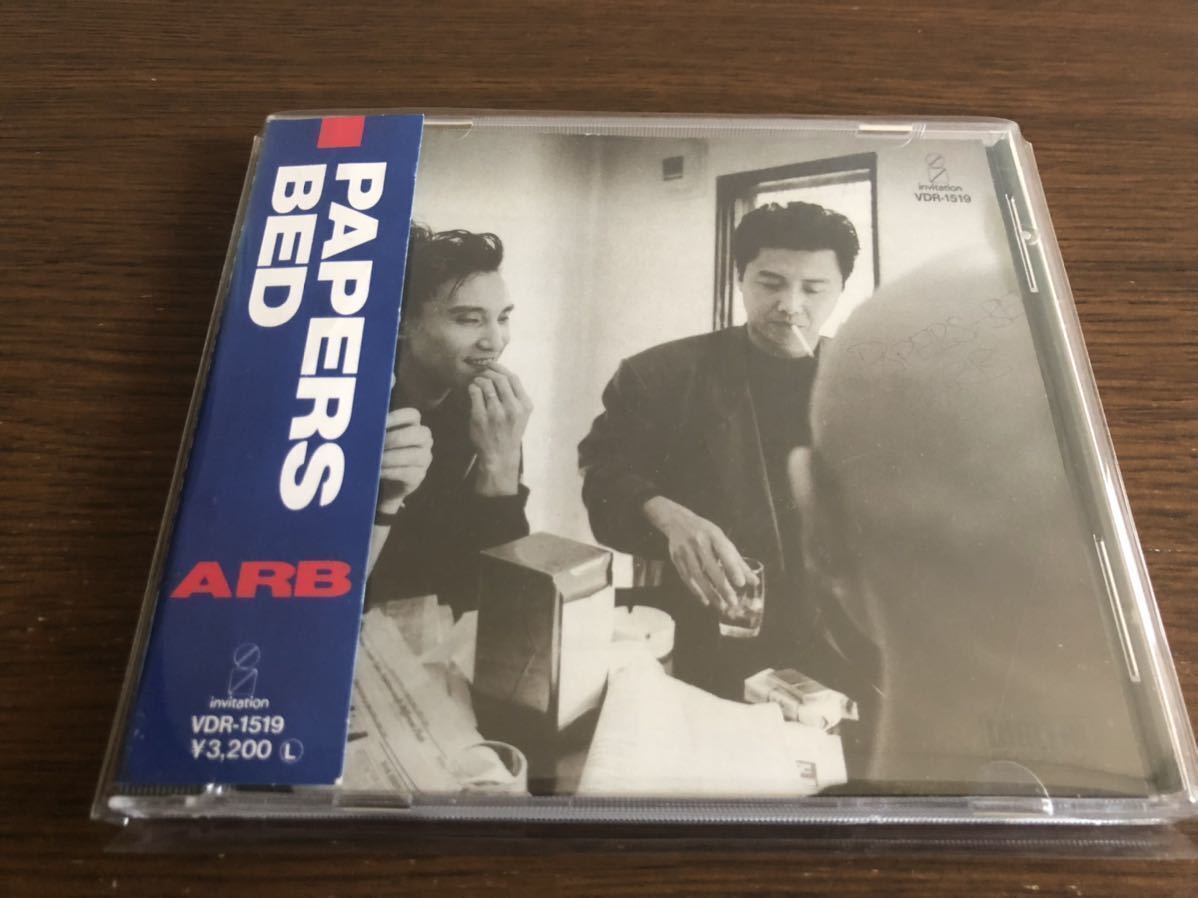 PAPERS
BED
ARB
invitation
VDR-1519
¥3,200 L
invitation
VDR-1519